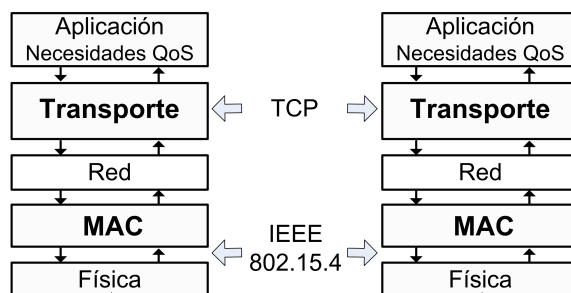 Aplicación
Necesidades QoS
Transporte
Red
MAC
Física
TCP
IEEE
802.15.4
Aplicación
Necesidades QoS
Transporte
Red
MAC
Física